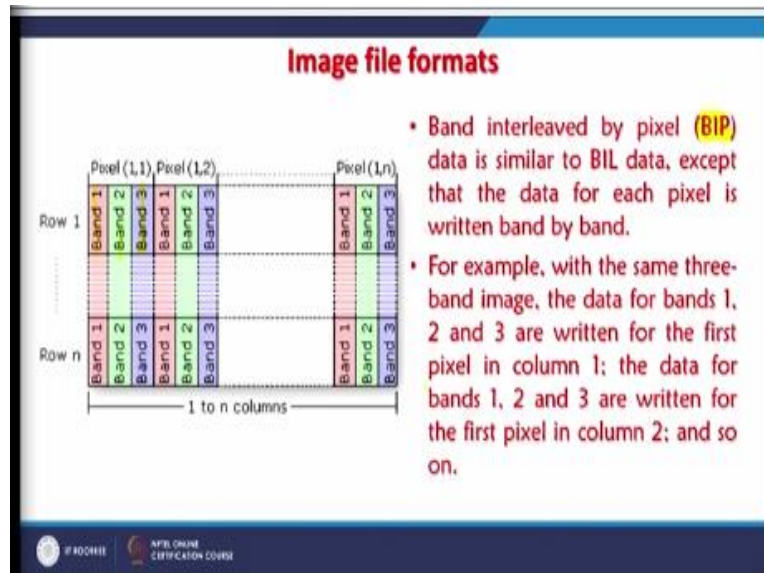 Image file formats
Pixel (1,1) Pixel (1,2) Pixel (1,n)
Row 1 Band 1 Band 2 Band 3 Band 1 Band 2 Band 3 Band 1 Band 2 Band 3
Row n Band 1 Band 2 Band 3 Band 1 Band 2 Band 3 Band 1 Band 2 Band 3
1 to n columns
• Band interleaved by pixel (BIP)
data is similar to BIL data, except
that the data for each pixel is
written band by band.
• For example, with the same three-
band image, the data for bands 1,
2 and 3 are written for the first
pixel in column 1; the data for
bands 1, 2 and 3 are written for
the first pixel in column 2; and so
on.
IIT ROORKEE
NPTEL ONLINE
CERTIFICATION COURSE